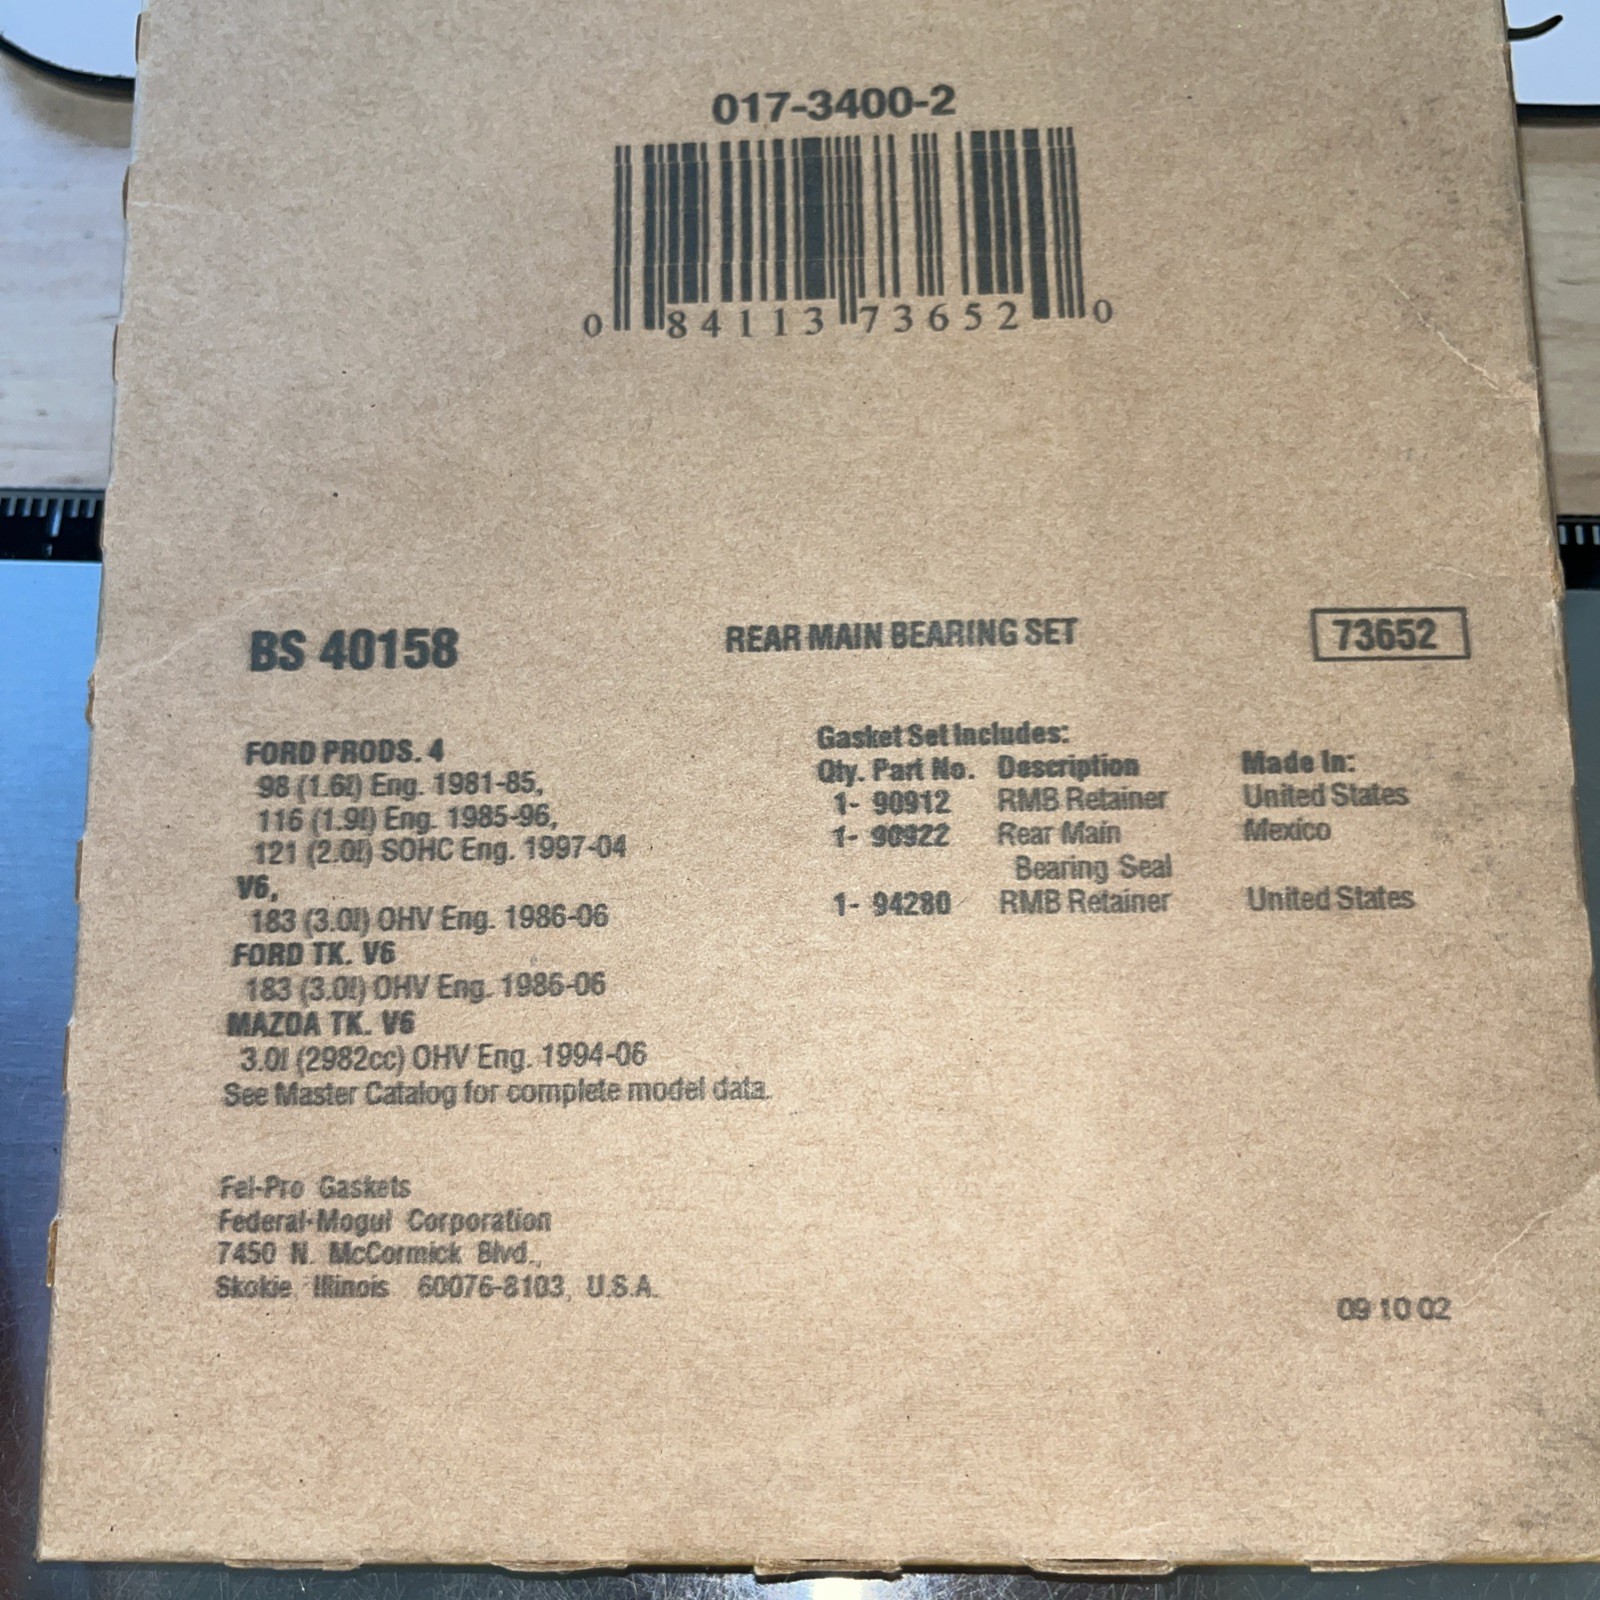 017-3400-2
0 84113 73652 0
BS 40158 REAR MAIN BEARING SET 73652
FORD PRODS. 4
98 (1.6ℓ) Eng. 1981-85,
116 (1.9ℓ) Eng. 1985-96,
121 (2.0ℓ) SOHC Eng. 1997-04
V6,
183 (3.0ℓ) OHV Eng. 1986-06
FORD TK. V6
183 (3.0ℓ) OHV Eng. 1986-06
MAZDA TK. V6
3.0ℓ (2982cc) OHV Eng. 1994-06
See Master Catalog for complete model data.
Gasket Set Includes:
Qty. Part No. Description Made In:
1- 90912 RMB Retainer United States
1- 90922 Rear Main Mexico
Bearing Seal
1- 94280 RMB Retainer United States
Fel-Pro Gaskets
Federal-Mogul Corporation
7450 N. McCormick Blvd.,
Skokie, Illinois 60076-8103, U.S.A.
09 10 02